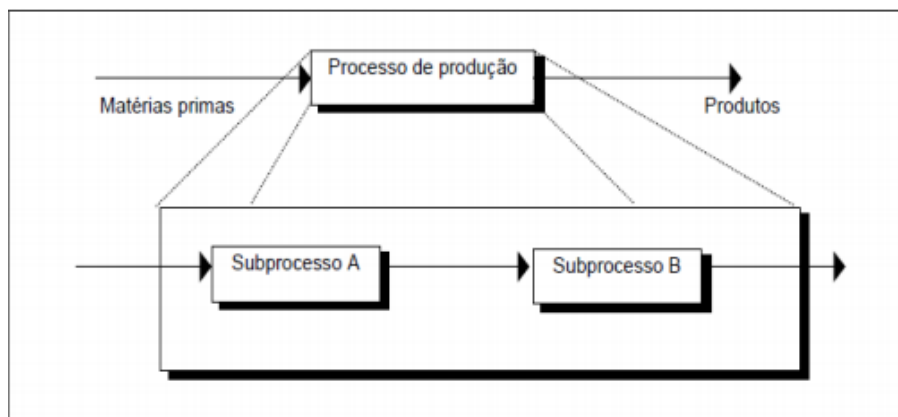 Processo de produção
Matérias primas
Produtos
Subprocesso A
Subprocesso B